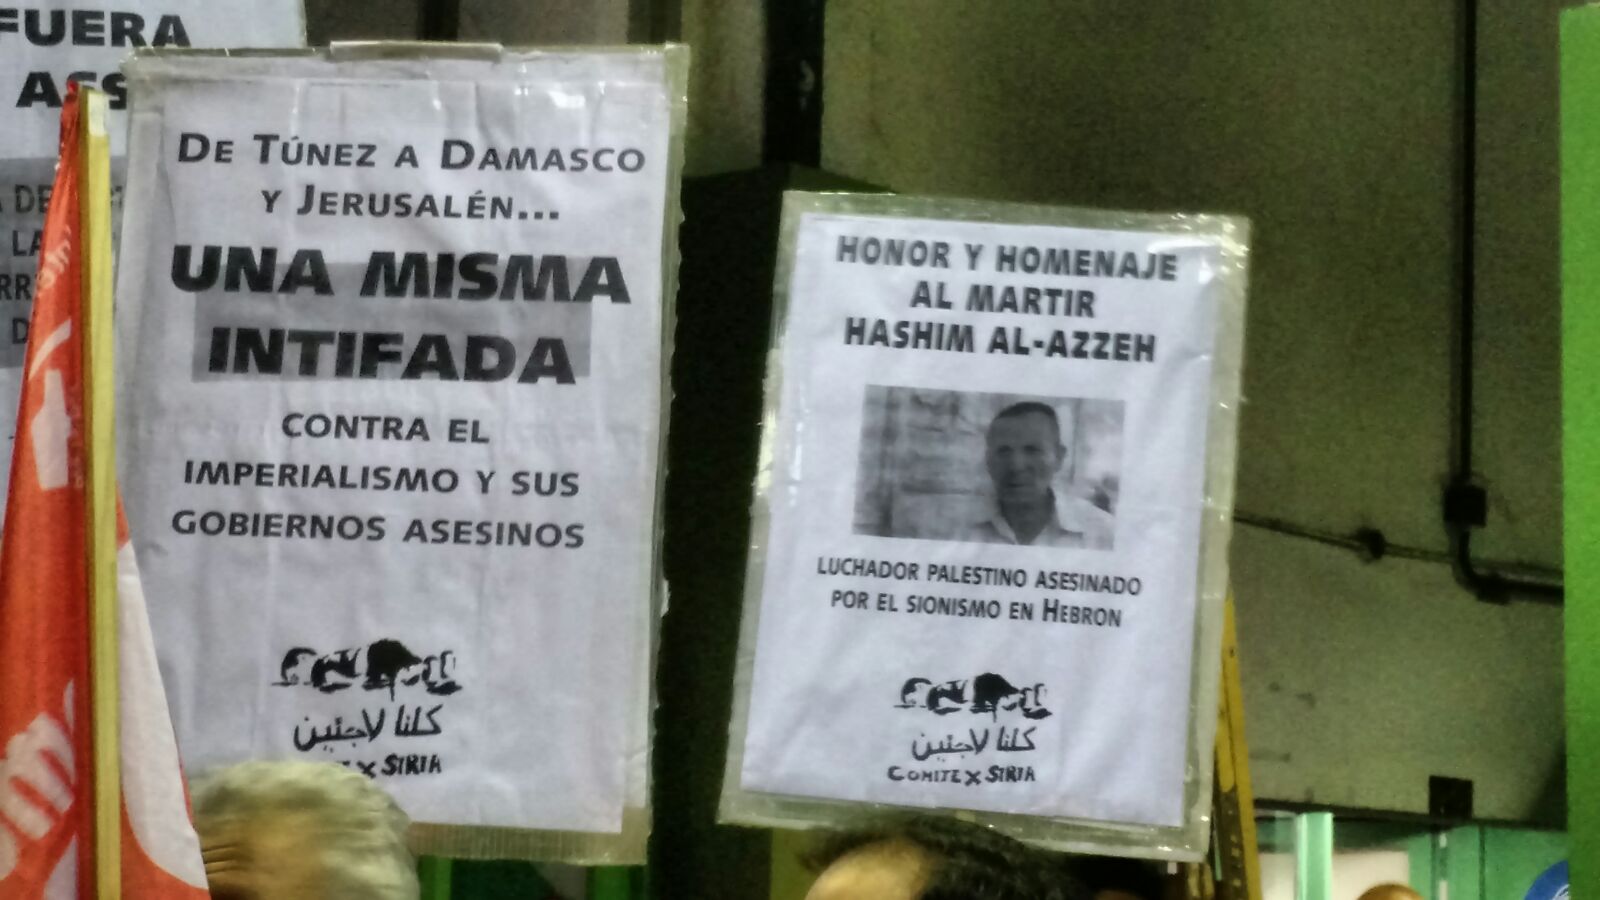 FUERA
DE TÚNEZ A DAMASCO
Y JERUSALÉN...
UNA MISMA
INTIFADA
CONTRA EL
IMPERIALISMO Y SUS
GOBIERNOS ASESINOS
كلنا لاجئين
X SIRIA
HONOR Y HOMENAJE
AL MARTIR
HASHIM AL-AZZEH
LUCHADOR PALESTINO ASESINADO
POR EL SIONISMO EN HEBRON
كلنا لاجئين
COMITE X SIRIA